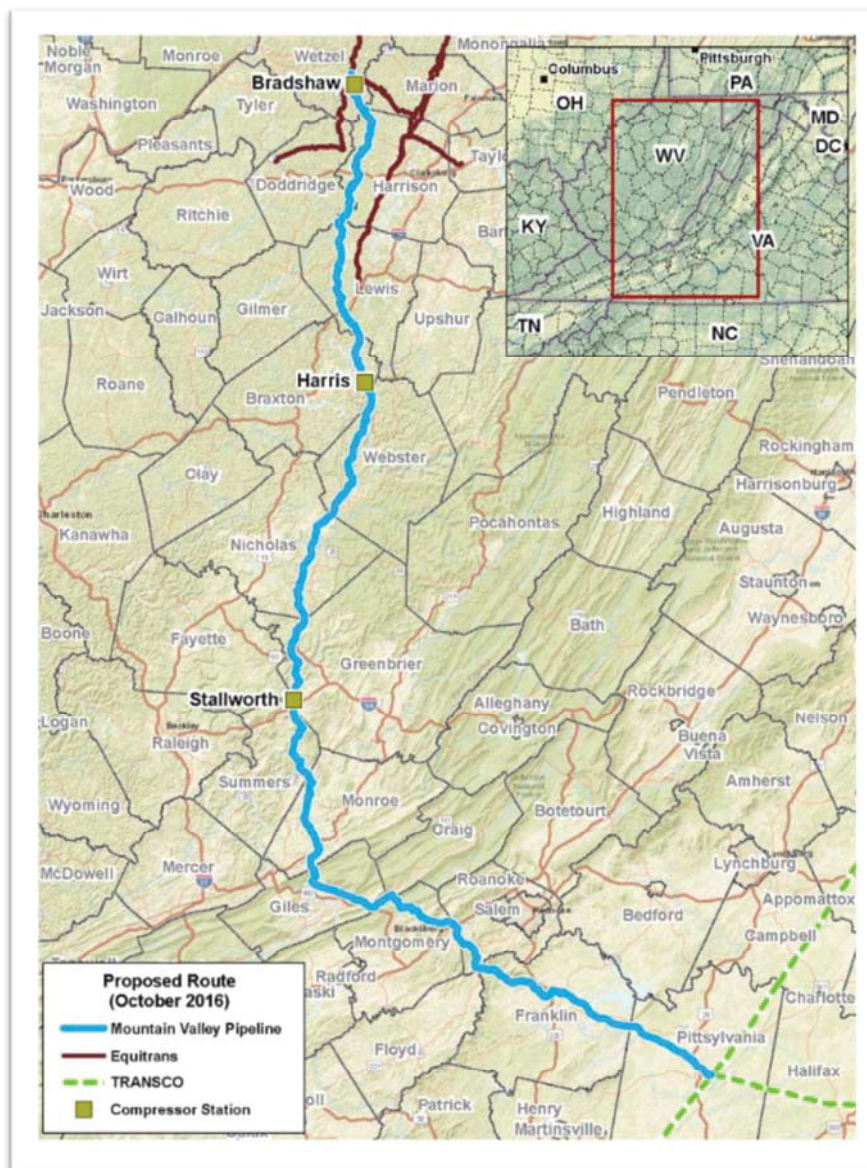 Noble
Monroe
Wetzel
Monongalia
Morgan
Bradshaw
Marion
Washington
Tyler
Pleasants
Taylor
Wood
Doddridge
Clarksburg
Harrison
Ritchie
Wirt
Lewis
Jackson
Calhoun
Gilmer
Upshur
Roane
Harris
Braxton
Columbus
Pittsburgh
PA
OH
MD
WV
DC
KY
VA
TN
NC
Shenandoah
Pendleton
Webster
Rockingham
Clay
Harrisonburg
Charleston
Kanawha
Pocahontas
Highland
Augusta
Nicholas
Staunton
Boone
Fayette
Bath
Waynesboro
Greenbrier
Stallworth
Rockbridge
Logan
Beckley
Alleghany
Covington
Nelson
Raleigh
Buena
Vista
Summers
Amherst
Wyoming
Monroe
Botetourt
Craig
Mercer
Lynchburg
McDowell
Roanoke
Appomattox
Giles
Salem
Bedford
Blacksburg
Campbell
Montgomery
Radford
Charlotte
Franklin
Pittsylvania
Floyd
Halifax
Patrick
Henry
Martinsville
Proposed Route
(October 2016)
Mountain Valley Pipeline
Equitrans
TRANSCO
Compressor Station